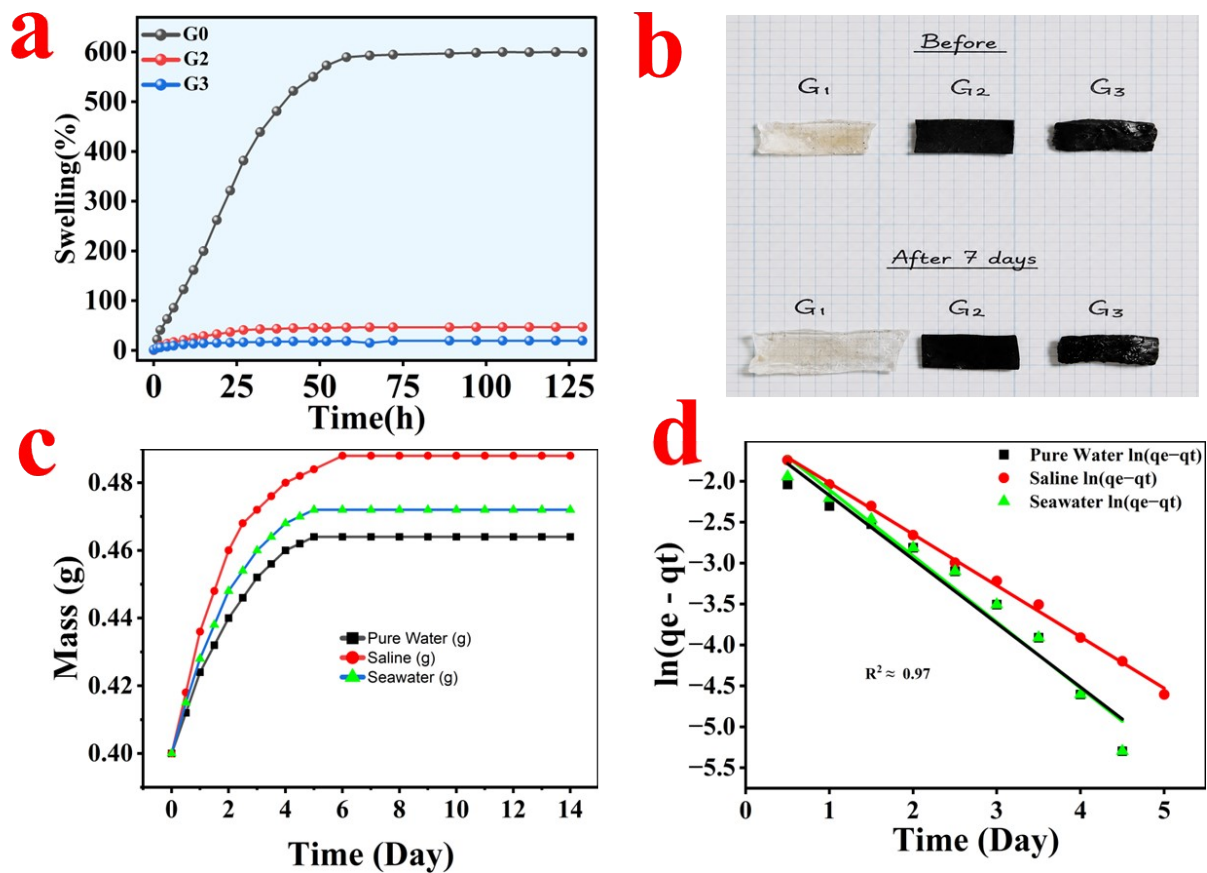 a
G0
G2
G3
Swelling(%)
600
500
400
300
200
100
0
0 25 50 75 100 125
Time(h)
b
Before
G₁ G₂ G₃
After 7 days
G₁ G₂ G₃
c
Mass (g)
0.48
0.46
0.44
0.42
0.40
Pure Water (g)
Saline (g)
Seawater (g)
0 2 4 6 8 10 12 14
Time (Day)
d
ln(qe - qt)
Pure Water ln(qe−qt)
Saline ln(qe−qt)
Seawater ln(qe−qt)
−2.0
−2.5
−3.0
−3.5
−4.0
−4.5
−5.0
−5.5
R² ≈ 0.97
0 1 2 3 4 5
Time (Day)